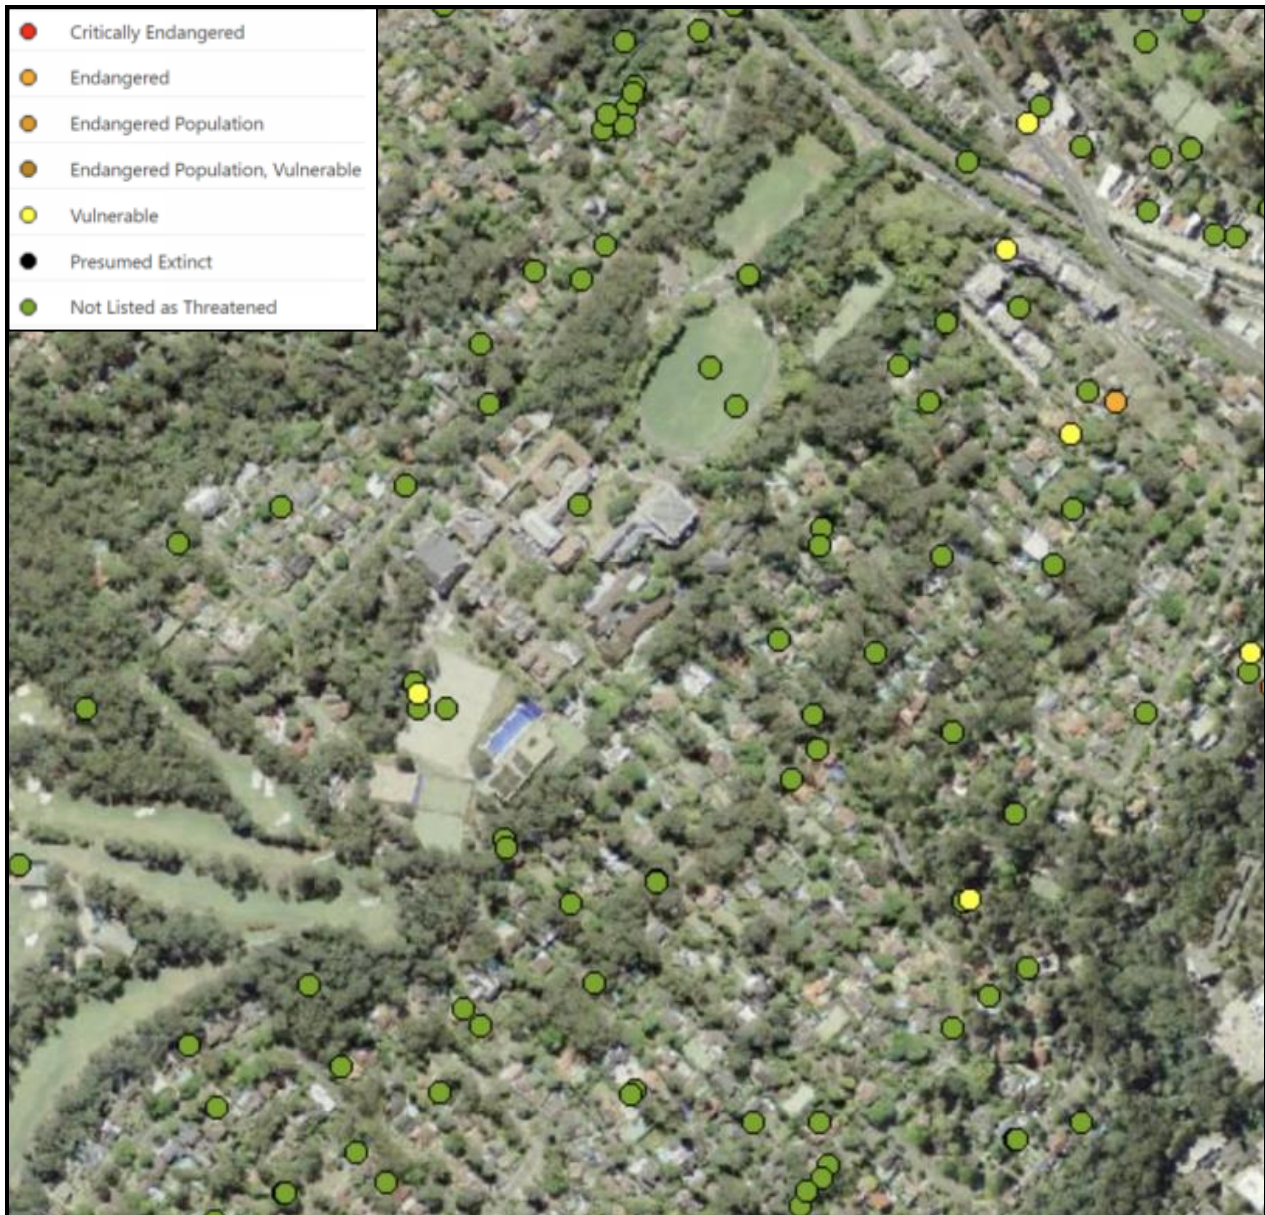 Critically Endangered
Endangered
Endangered Population
Endangered Population, Vulnerable
Vulnerable
Presumed Extinct
Not Listed as Threatened